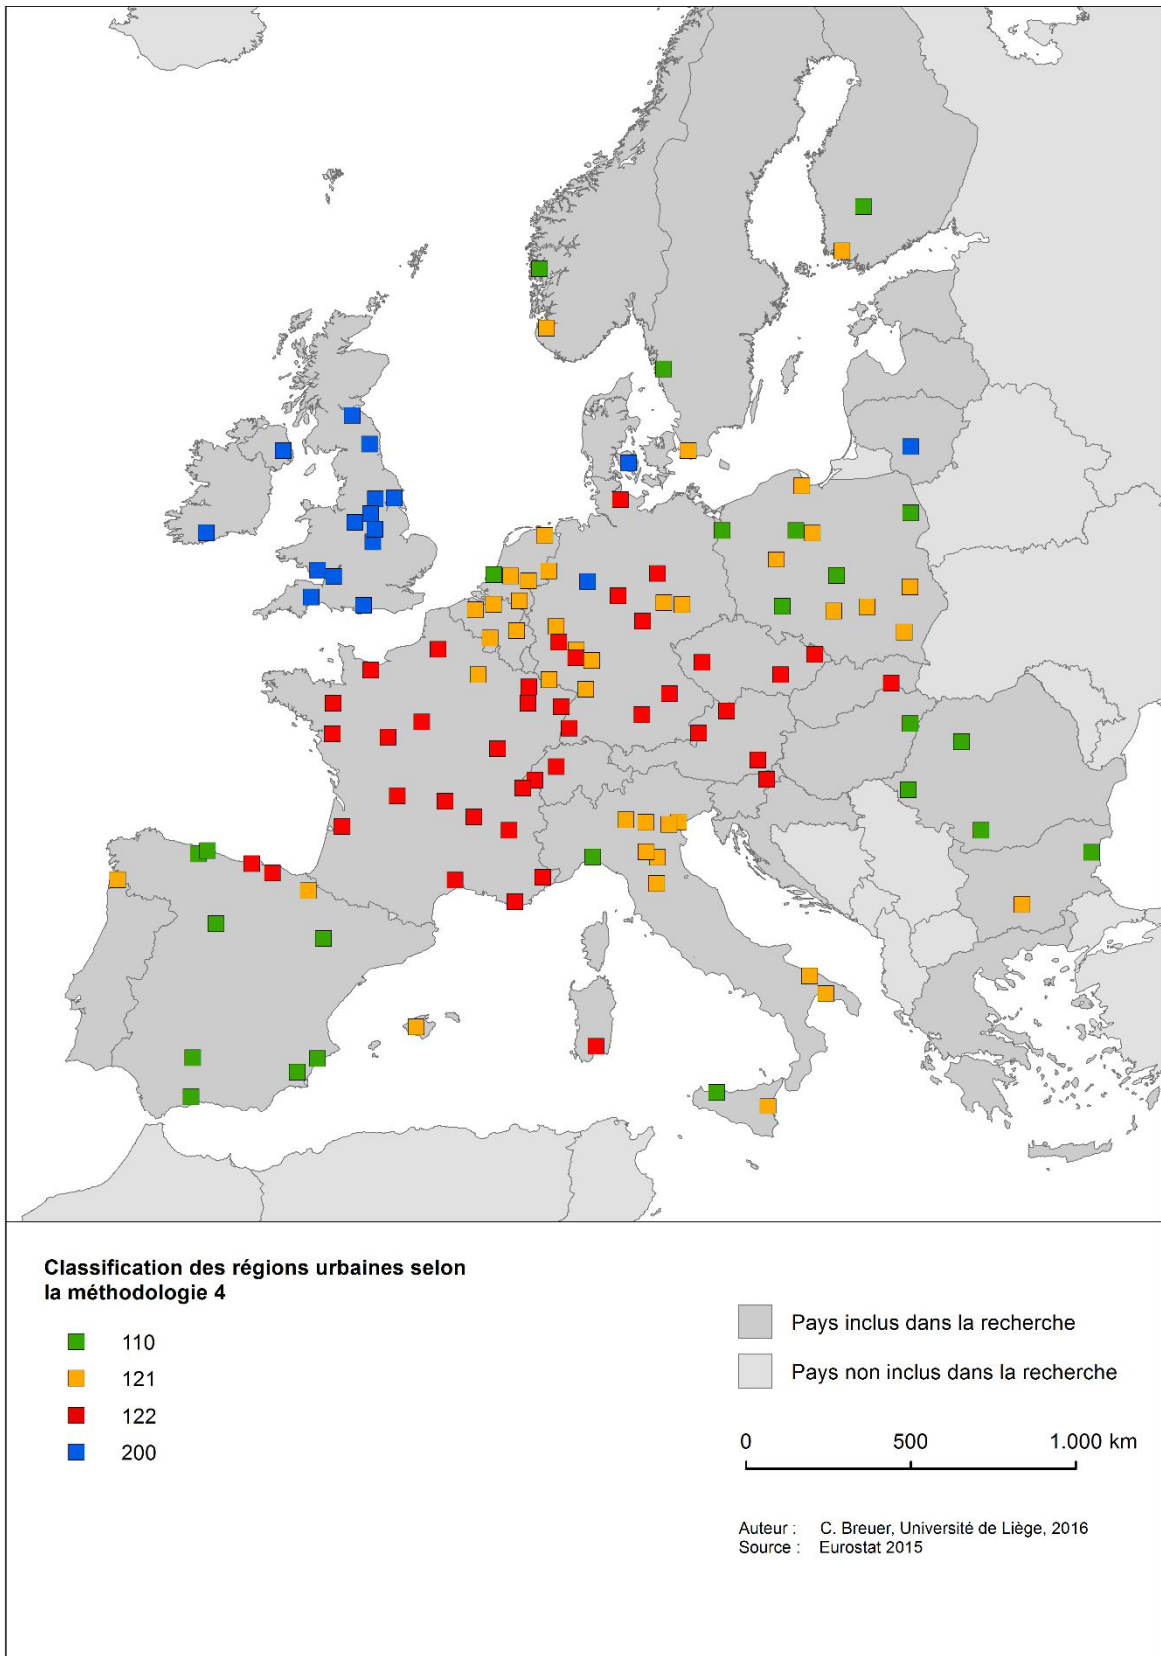 Classification des régions urbaines selon
la méthodologie 4
110
121
122
200
Pays inclus dans la recherche
Pays non inclus dans la recherche
0 500 1.000 km
Auteur : C. Breuer, Université de Liège, 2016
Source : Eurostat 2015